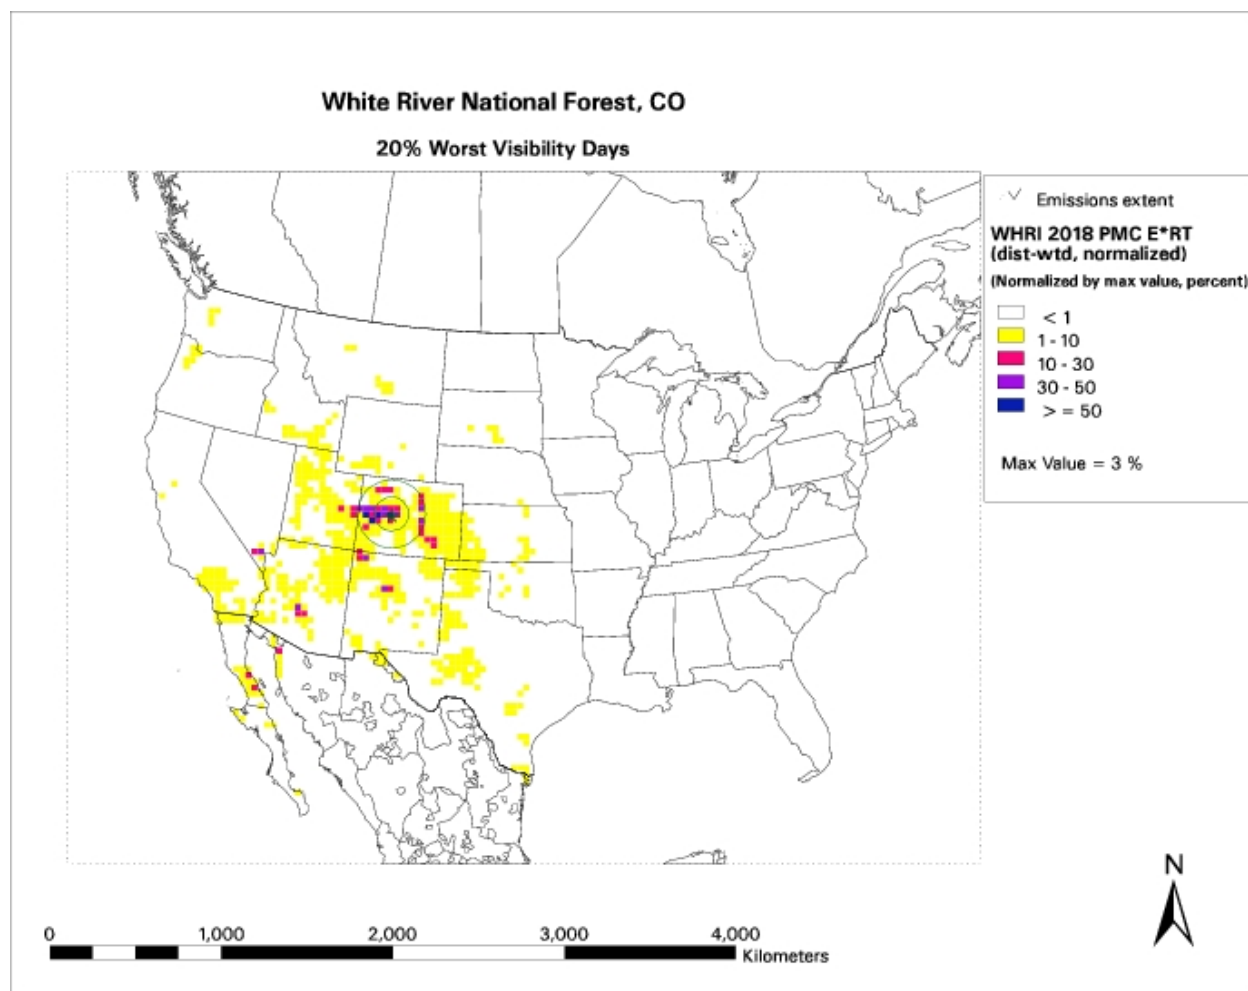 White River National Forest, CO
20% Worst Visibility Days
Emissions extent
WHRI 2018 PMC E*RT
(dist-wtd, normalized)
(Normalized by max value, percent)
< 1
1 - 10
10 - 30
30 - 50
> = 50
Max Value = 3 %
N
0 1,000 2,000 3,000 4,000
Kilometers